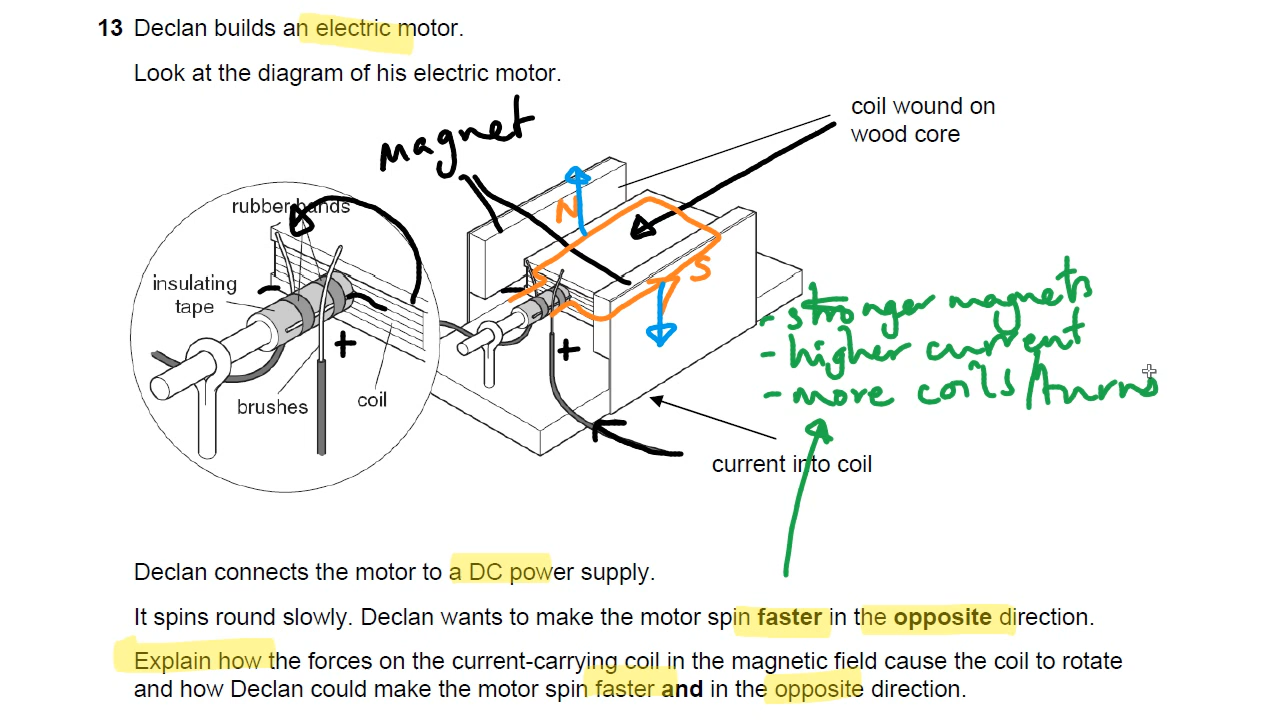 13 Declan builds an electric motor.
Look at the diagram of his electric motor.
coil wound on
wood core
magnet
rubber bands
N
S
insulating
tape
- stronger magnets
- higher current
- more coils/turns
+
+
brushes
coil
current into coil
Declan connects the motor to a DC power supply.
It spins round slowly. Declan wants to make the motor spin faster in the opposite direction.
Explain how the forces on the current-carrying coil in the magnetic field cause the coil to rotate
and how Declan could make the motor spin faster and in the opposite direction.